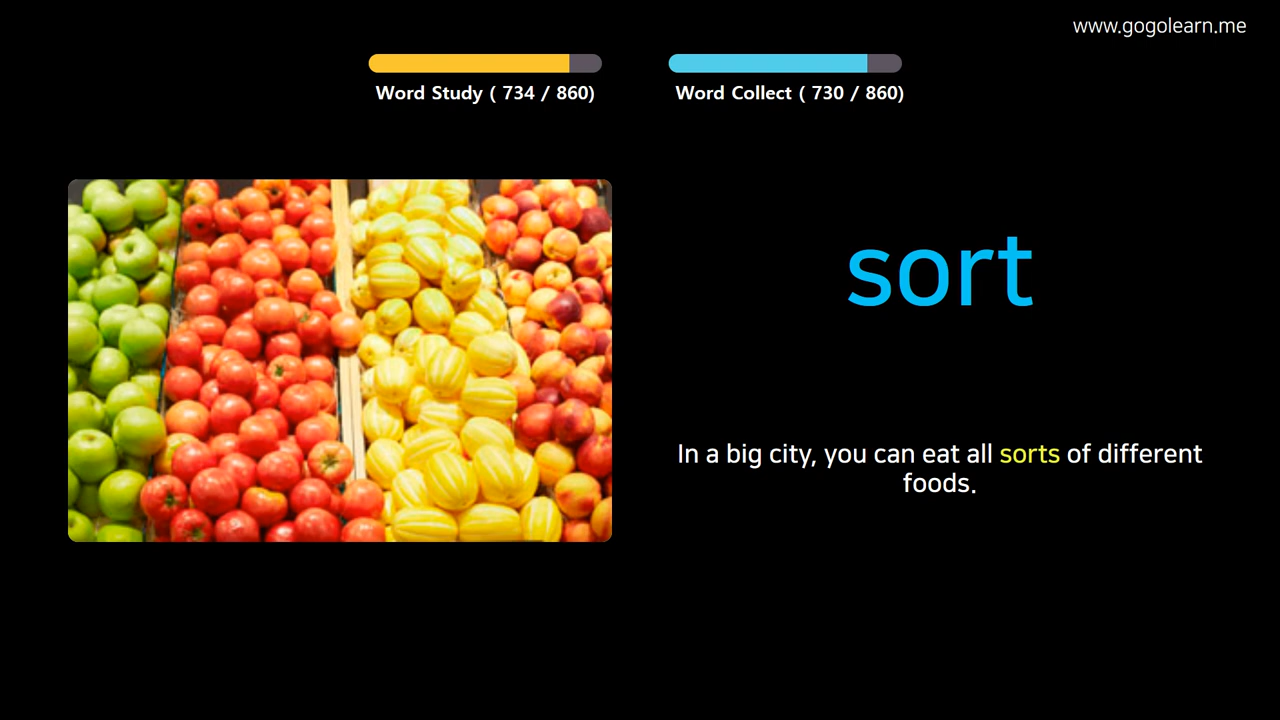 www.gogolearn.me
Word Study ( 734 / 860)
Word Collect ( 730 / 860)
sort
In a big city, you can eat all sorts of different
foods.